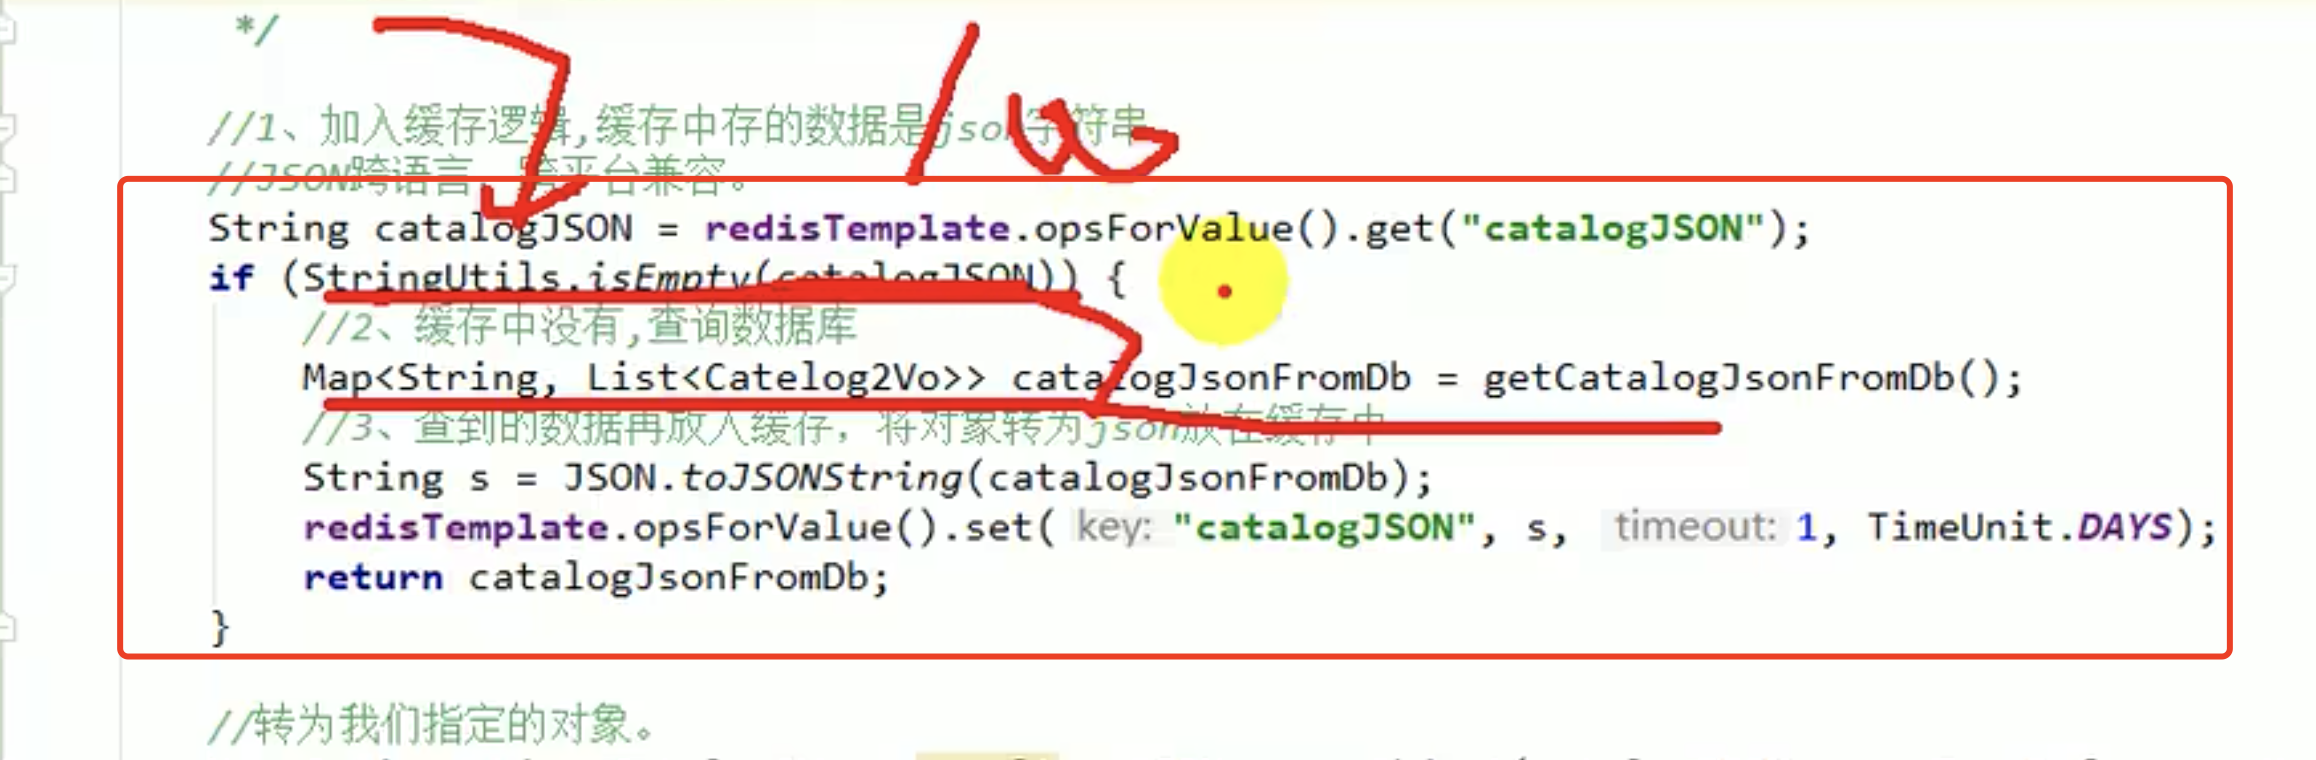 */
//1、加入缓存逻辑,缓存中存的数据是json字符串
//JSON跨语言，跨平台兼容。
String catalogJSON = redisTemplate.opsForValue().get("catalogJSON");
if (StringUtils.isEmpty(catalogJSON)) {
//2、缓存中没有,查询数据库
Map<String, List<Catelog2Vo>> catalogJsonFromDb = getCatalogJsonFromDb();
//3、查到的数据再放入缓存，将对象转为json放在缓存中
String s = JSON.toJSONString(catalogJsonFromDb);
redisTemplate.opsForValue().set( key: "catalogJSON", s, timeout: 1, TimeUnit.DAYS);
return catalogJsonFromDb;
}
//转为我们指定的对象。